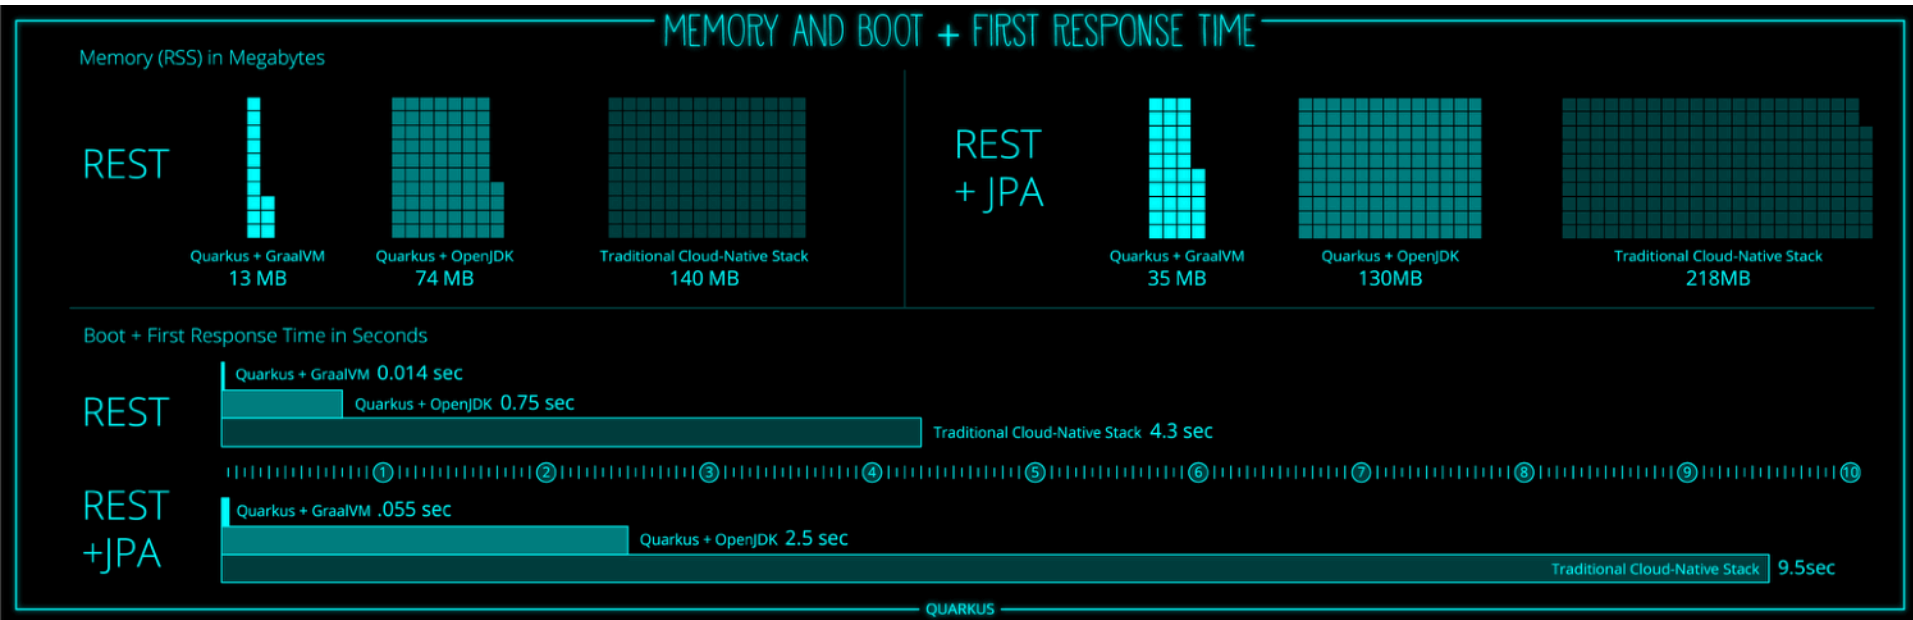 MEMORY AND BOOT + FIRST RESPONSE TIME
Memory (RSS) in Megabytes
REST
Quarkus + GraalVM
13 MB
Quarkus + OpenJDK
74 MB
Traditional Cloud-Native Stack
140 MB
REST
+ JPA
Quarkus + GraalVM
35 MB
Quarkus + OpenJDK
130MB
Traditional Cloud-Native Stack
218MB
Boot + First Response Time in Seconds
REST
Quarkus + GraalVM 0.014 sec
Quarkus + OpenJDK 0.75 sec
Traditional Cloud-Native Stack 4.3 sec
1 2 3 4 5 6 7 8 9 10
REST
+JPA
Quarkus + GraalVM .055 sec
Quarkus + OpenJDK 2.5 sec
Traditional Cloud-Native Stack 9.5sec
QUARKUS